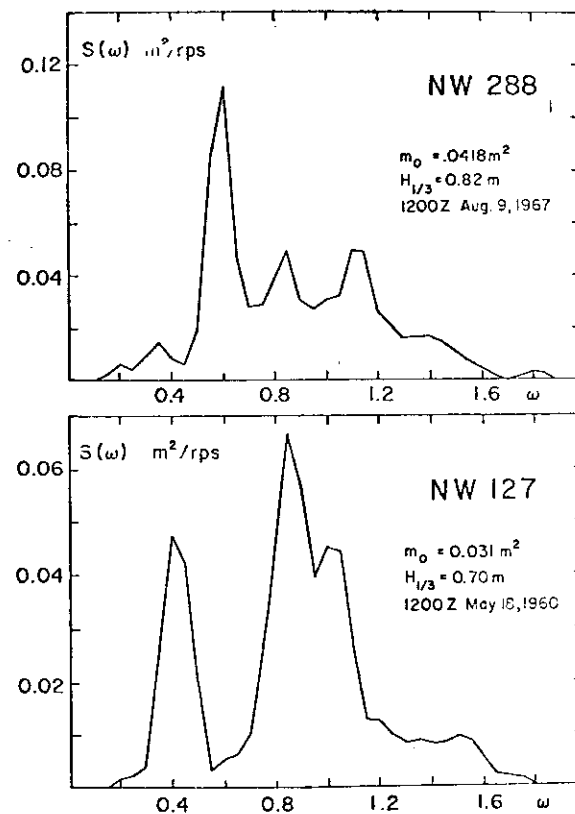 S(ω) m²/rps
NW 288
0.12
m₀ = .0418 m²
H₁/₃ = 0.82 m
1200Z Aug. 9, 1967
0.08
0.04
0.4 0.8 1.2 1.6 ω
S(ω) m²/rps
0.06
NW 127
m₀ = 0.031 m²
H₁/₃ = 0.70 m
1200Z May 18, 1960
0.04
0.02
0.4 0.8 1.2 1.6 ω